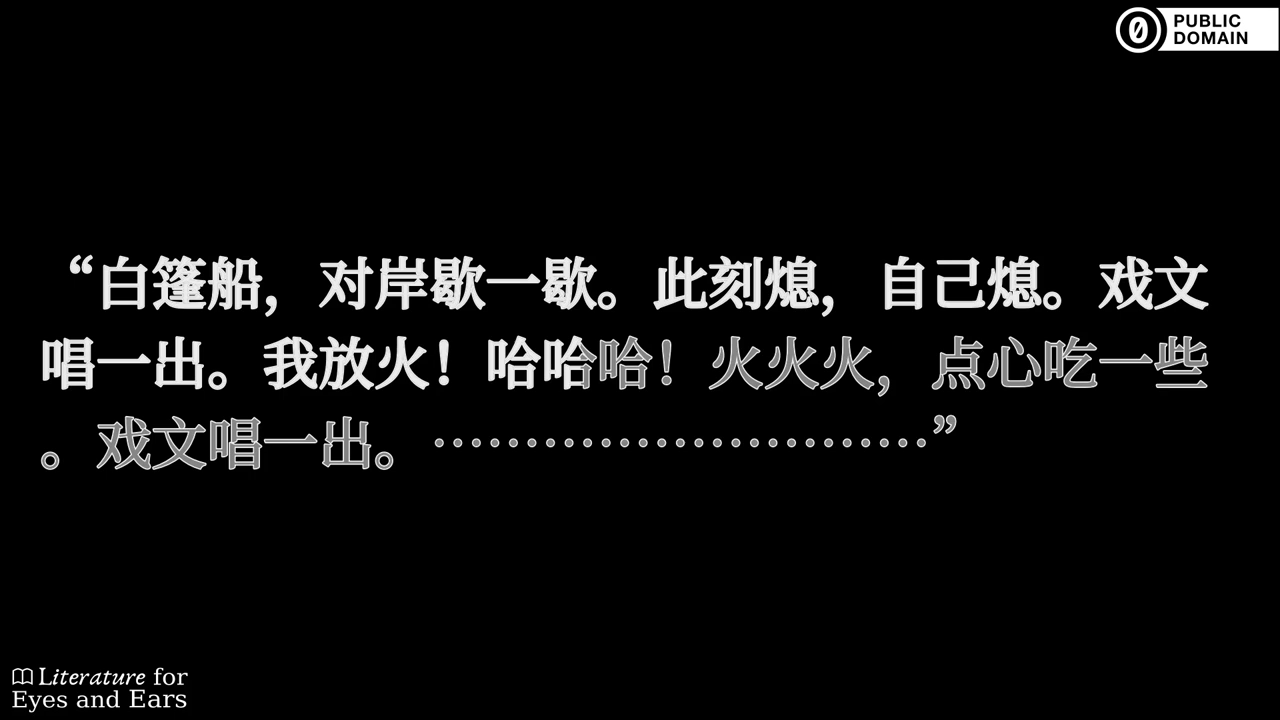 PUBLIC
DOMAIN
“白篷船，对岸歇一歇。此刻熄，自己熄。戏文
唱一出。我放火！哈哈哈！火火火，点心吃一些
。戏文唱一出。…………………………”
Literature for
Eyes and Ears